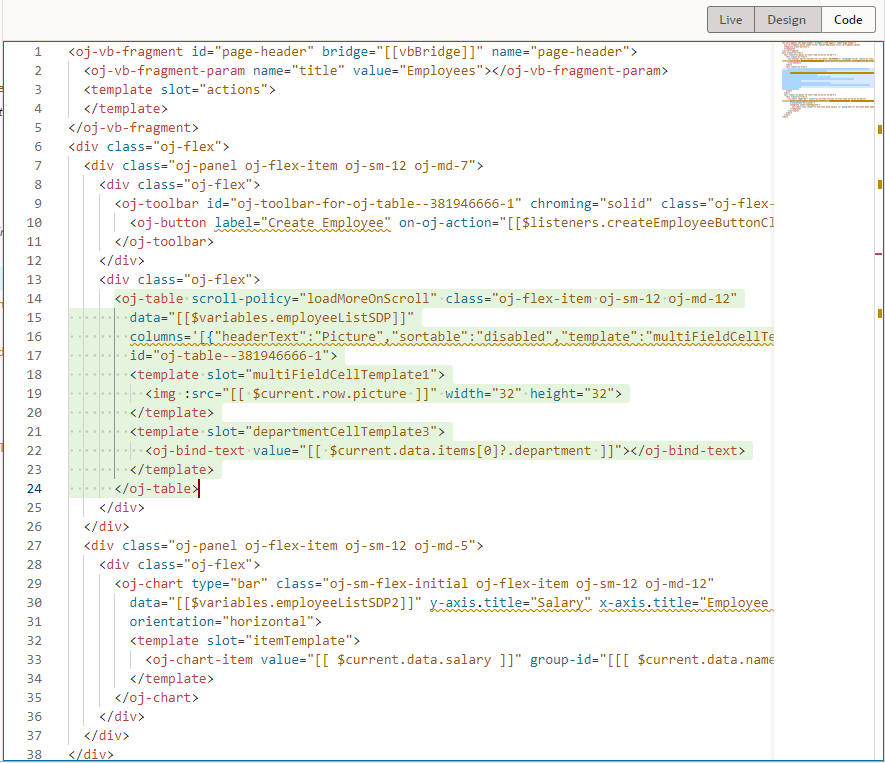 Live Design Code
1 <oj-vb-fragment id="page-header" bridge="[[vbBridge]]" name="page-header">
2 <oj-vb-fragment-param name="title" value="Employees"></oj-vb-fragment-param>
3 <template slot="actions">
4 </template>
5 </oj-vb-fragment>
6 <div class="oj-flex">
7 <div class="oj-panel oj-flex-item oj-sm-12 oj-md-7">
8 <div class="oj-flex">
9 <oj-toolbar id="oj-toolbar-for-oj-table--381946666-1" chroming="solid" class="oj-flex-
10 <oj-button label="Create Employee" on-oj-action="[[$listeners.createEmployeeButtonCl
11 </oj-toolbar>
12 </div>
13 <div class="oj-flex">
14 <oj-table scroll-policy="loadMoreOnScroll" class="oj-flex-item oj-sm-12 oj-md-12"
15 data="[[$variables.employeeListSDP]]"
16 columns='[{"headerText":"Picture","sortable":"disabled","template":"multiFieldCellTe
17 id="oj-table--381946666-1">
18 <template slot="multiFieldCellTemplate1">
19 <img :src="[[ $current.row.picture ]]" width="32" height="32">
20 </template>
21 <template slot="departmentCellTemplate3">
22 <oj-bind-text value="[[ $current.data.items[0]?.department ]]"></oj-bind-text>
23 </template>
24 </oj-table>
25 </div>
26 </div>
27 <div class="oj-panel oj-flex-item oj-sm-12 oj-md-5">
28 <div class="oj-flex">
29 <oj-chart type="bar" class="oj-sm-flex-initial oj-flex-item oj-sm-12 oj-md-12"
30 data="[[$variables.employeeListSDP2]]" y-axis.title="Salary" x-axis.title="Employee
31 orientation="horizontal">
32 <template slot="itemTemplate">
33 <oj-chart-item value="[[ $current.data.salary ]]" group-id="[[[ $current.data.name
34 </template>
35 </oj-chart>
36 </div>
37 </div>
38 </div>